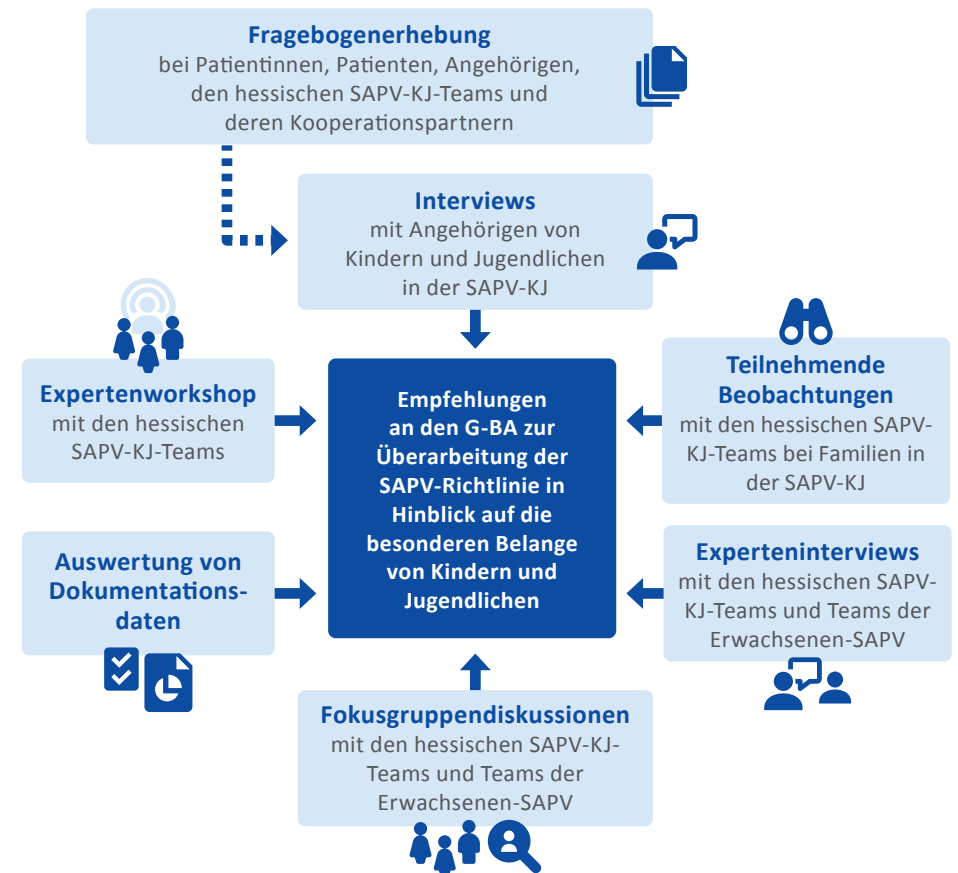 Fragebogenerhebung
bei Patientinnen, Patienten, Angehörigen,
den hessischen SAPV-KJ-Teams und
deren Kooperationspartnern
Interviews
mit Angehörigen von
Kindern und Jugendlichen
in der SAPV-KJ
Expertenworkshop
mit den hessischen
SAPV-KJ-Teams
Empfehlungen
an den G-BA zur
Überarbeitung der
SAPV-Richtlinie in
Hinblick auf die
besonderen Belange
von Kindern und
Jugendlichen
Teilnehmende
Beobachtungen
mit den hessischen SAPV-
KJ-Teams bei Familien in
der SAPV-KJ
Auswertung von
Dokumentations-
daten
Experteninterviews
mit den hessischen SAPV-
KJ-Teams und Teams der
Erwachsenen-SAPV
Fokusgruppendiskussionen
mit den hessischen SAPV-KJ-
Teams und Teams der
Erwachsenen-SAPV